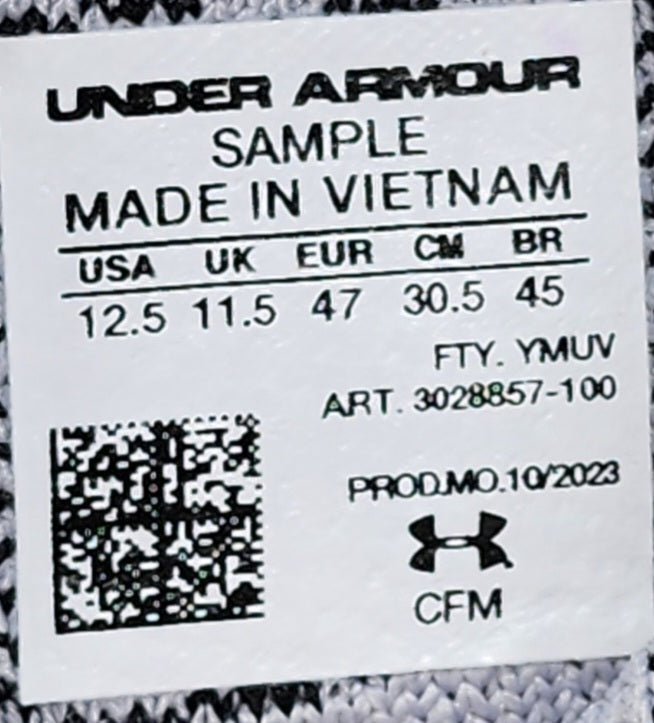 UNDER ARMOUR
SAMPLE
MADE IN VIETNAM
USA UK EUR CM BR
12.5 11.5 47 30.5 45
FTY. YMUV
ART. 3028857-100
PROD.MO.10/2023
CFM